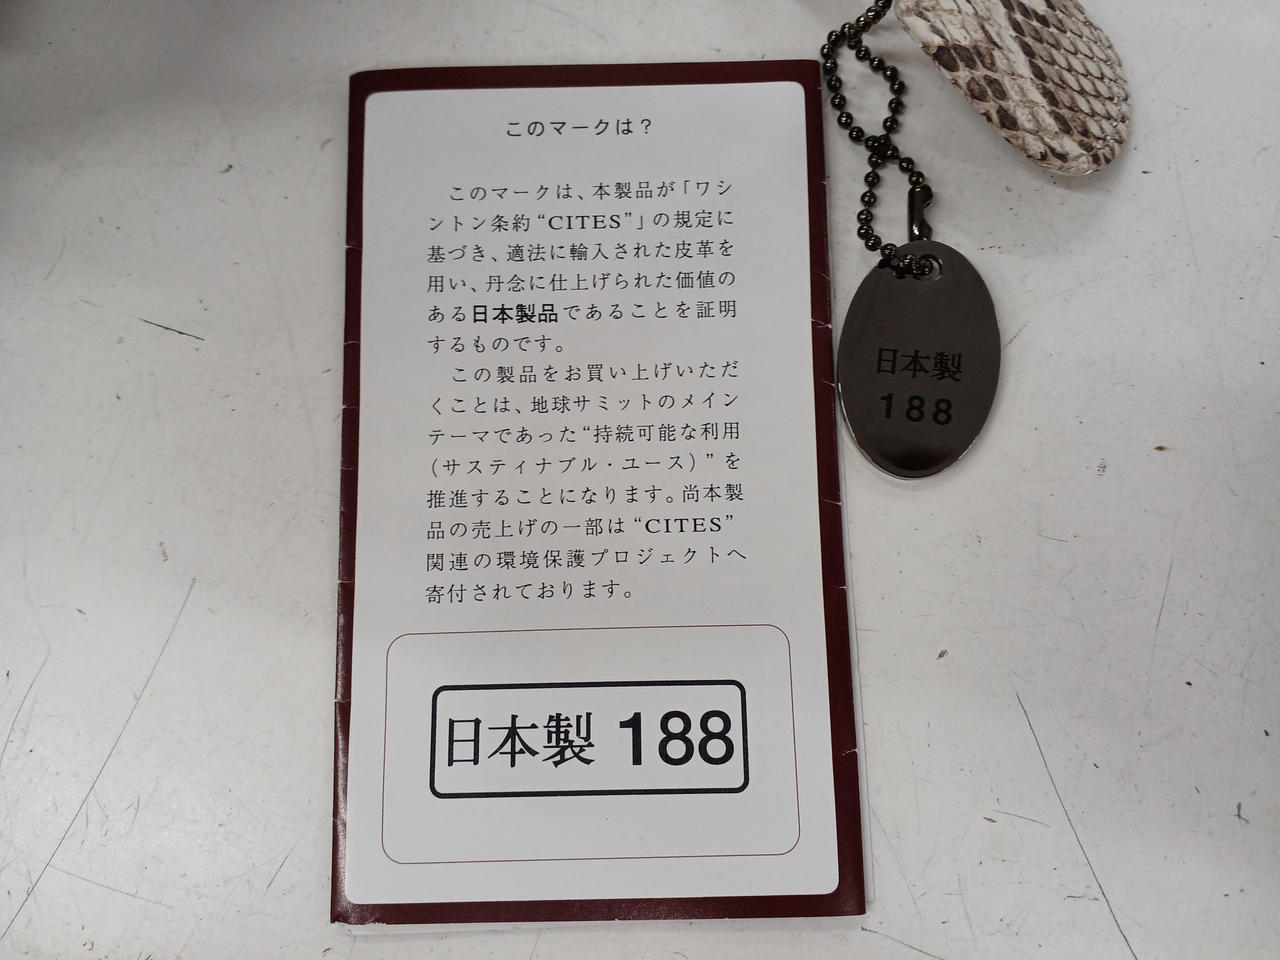 このマークは？
このマークは、本製品が「ワシ
ントン条約“CITES”」の規定に
基づき、適法に輸入された皮革を
用い、丹念に仕上げられた価値の
ある日本製品であることを証明
するものです。
この製品をお買い上げいただ
くことは、地球サミットのメイン
テーマであった“持続可能な利用
（サスティナブル・ユース）”を
推進することになります。尚本製
品の売上げの一部は“CITES”
関連の環境保護プロジェクトへ
寄付されております。
日本製 188
日本製
188